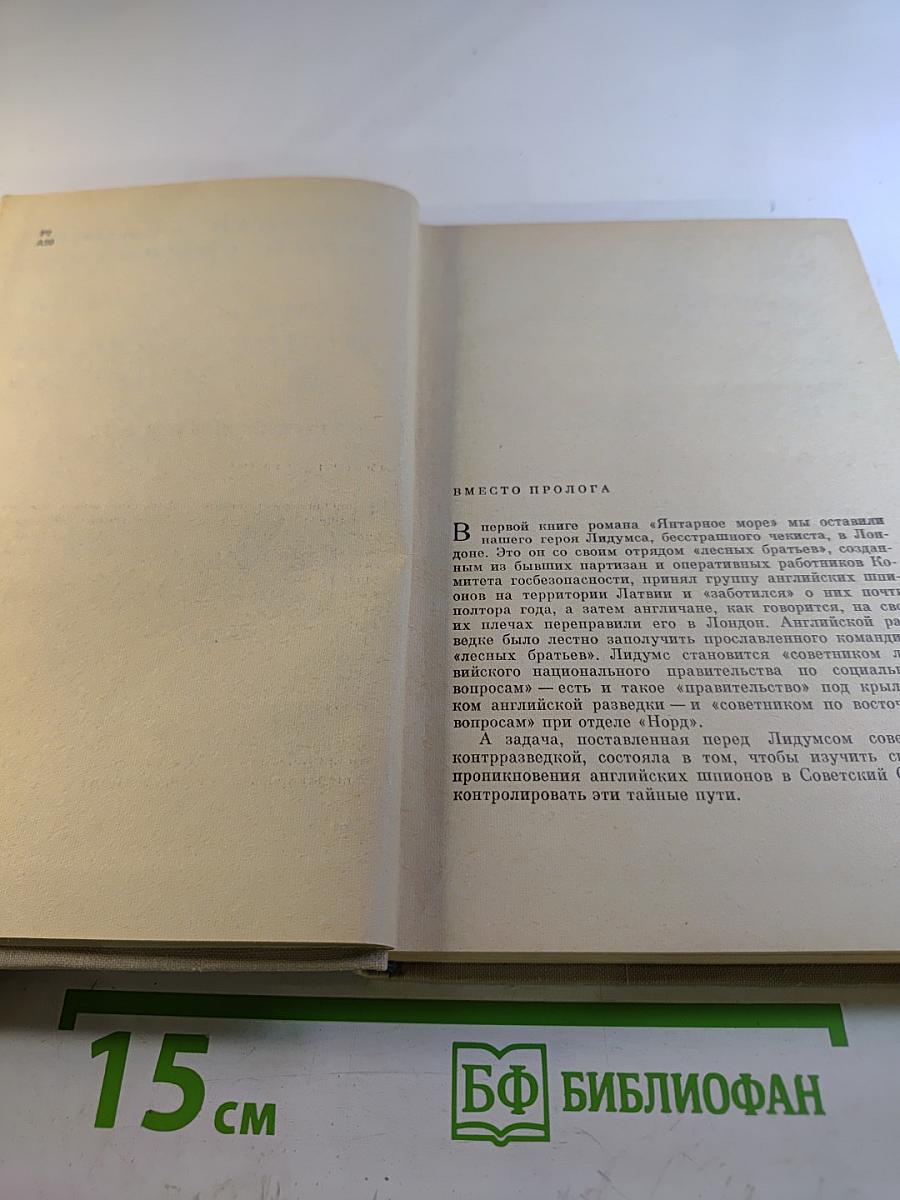 Р7
А20
ВМЕСТО ПРОЛОГА
В первой книге романа «Янтарное море» мы оставили
нашего героя Лидумса, бесстрашного чекиста, в Лон-
доне. Это он со своим отрядом «лесных братьев», создан-
ным из бывших партизан и оперативных работников Ко-
митета госбезопасности, принял группу английских шпи-
онов на территории Латвии и «заботился» о них почти
полтора года, а затем англичане, как говорится, на сво
их плечах переправили его в Лондон. Английской ра
ведке было лестно заполучить прославленного команди
«лесных братьев». Лидумс становится «советником л
вийского национального правительства по социаль
вопросам» — есть и такое «правительство» под крыл
ком английской разведки — и «советником по восточ
вопросам» при отделе «Норд».
А задача, поставленная перед Лидумсом сове
контрразведкой, состояла в том, чтобы изучить с
проникновения английских шпионов в Советский С
контролировать эти тайные пути.
15 см
БФ БИБЛИОФАН